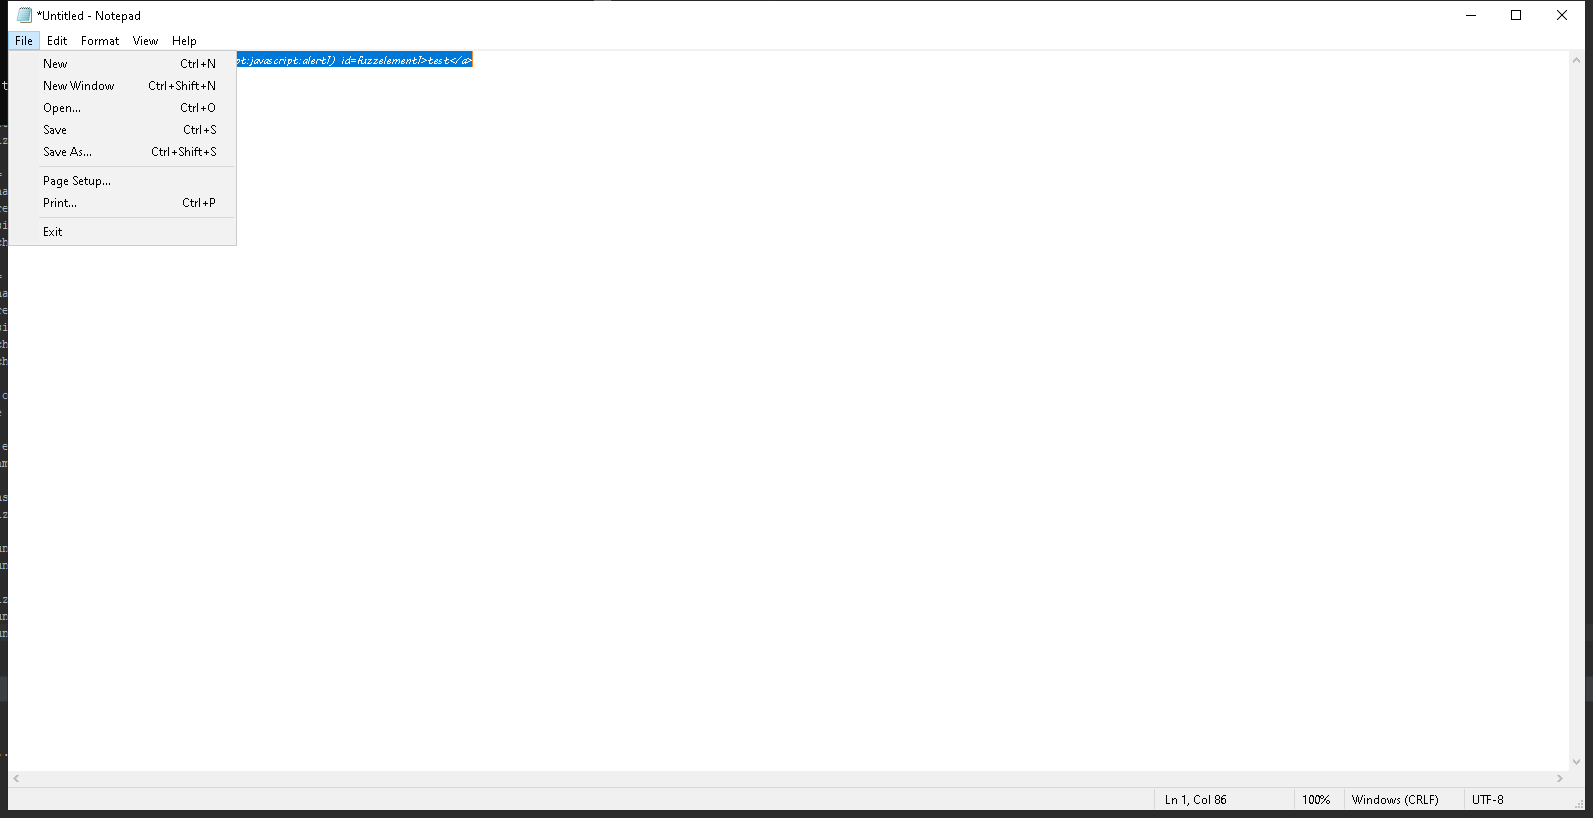 *Untitled - Notepad
File Edit Format View Help
pt:javascript:alert1) id=fuzzelement1>test</a>
New Ctrl+N
New Window Ctrl+Shift+N
Open... Ctrl+O
Save Ctrl+S
Save As... Ctrl+Shift+S
Page Setup...
Print... Ctrl+P
Exit
Ln 1, Col 86 100% Windows (CRLF) UTF-8